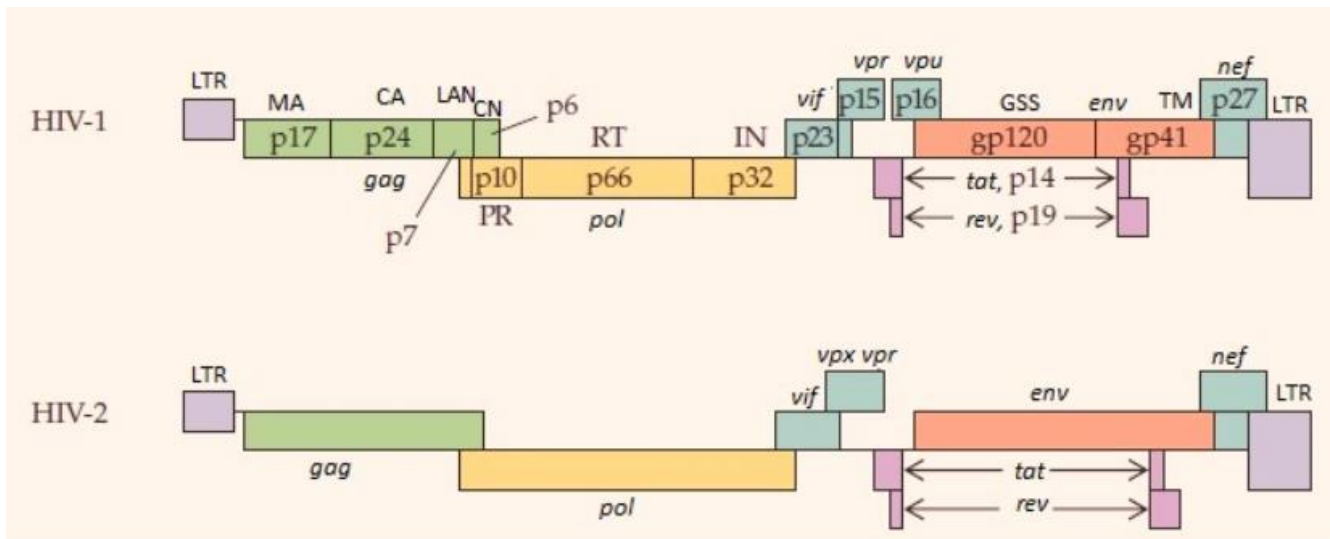 vpr vpu
nef
LTR
MA CA LAN CN p6
vif p15 p16 GSS env TM p27 LTR
HIV-1
p17 p24 RT IN p23 gp120 gp41
gag p10 p66 p32 tat, p14
p7 PR pol rev, p19
vpx vpr nef
LTR
vif env LTR
HIV-2
gag tat
pol rev